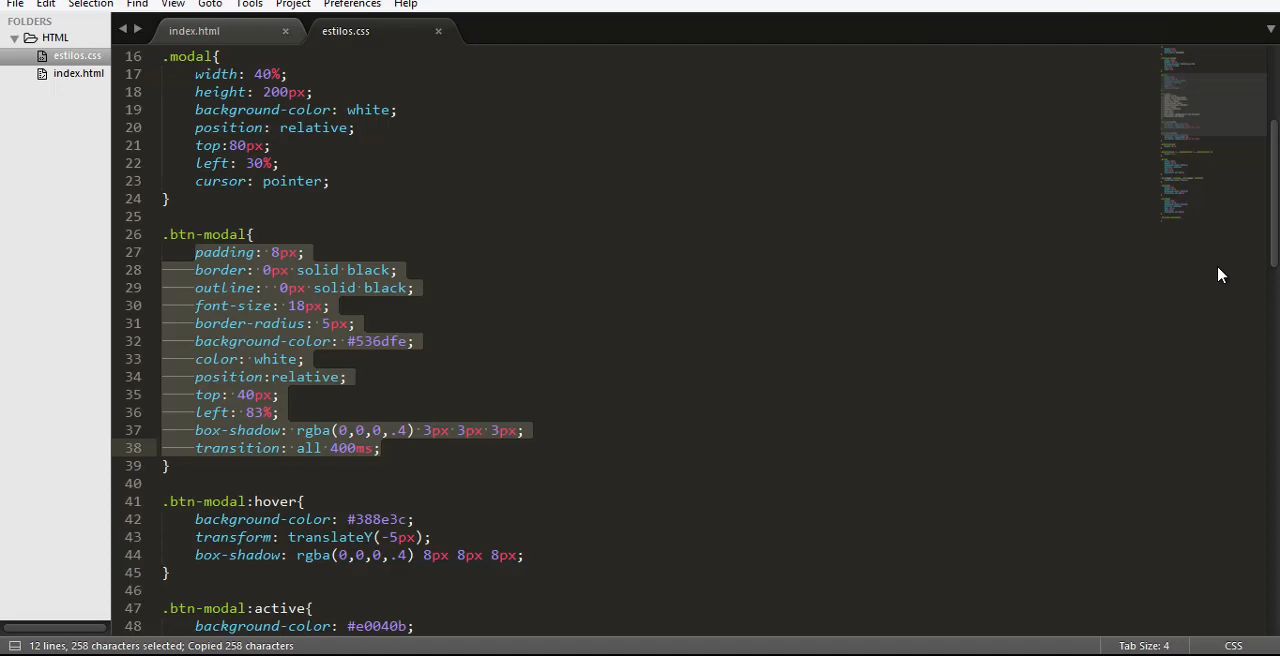 File Edit Selection Find View Goto Tools Project Preferences Help
FOLDERS
HTML
estilos.css
index.html
index.html × estilos.css ×
16 .modal{
17 width: 40%;
18 height: 200px;
19 background-color: white;
20 position: relative;
21 top:80px;
22 left: 30%;
23 cursor: pointer;
24 }
25
26 .btn-modal{
27 padding: 8px;
28 border: 0px solid black;
29 outline:  0px solid black;
30 font-size: 18px;
31 border-radius: 5px;
32 background-color: #536dfe;
33 color: white;
34 position:relative;
35 top: 40px;
36 left: 83%;
37 box-shadow: rgba(0,0,0,.4) 3px 3px 3px;
38 transition: all 400ms;
39 }
40
41 .btn-modal:hover{
42 background-color: #388e3c;
43 transform: translateY(-5px);
44 box-shadow: rgba(0,0,0,.4) 8px 8px 8px;
45 }
46
47 .btn-modal:active{
48 background-color: #e0040b;
12 lines, 258 characters selected; Copied 258 characters Tab Size: 4 CSS